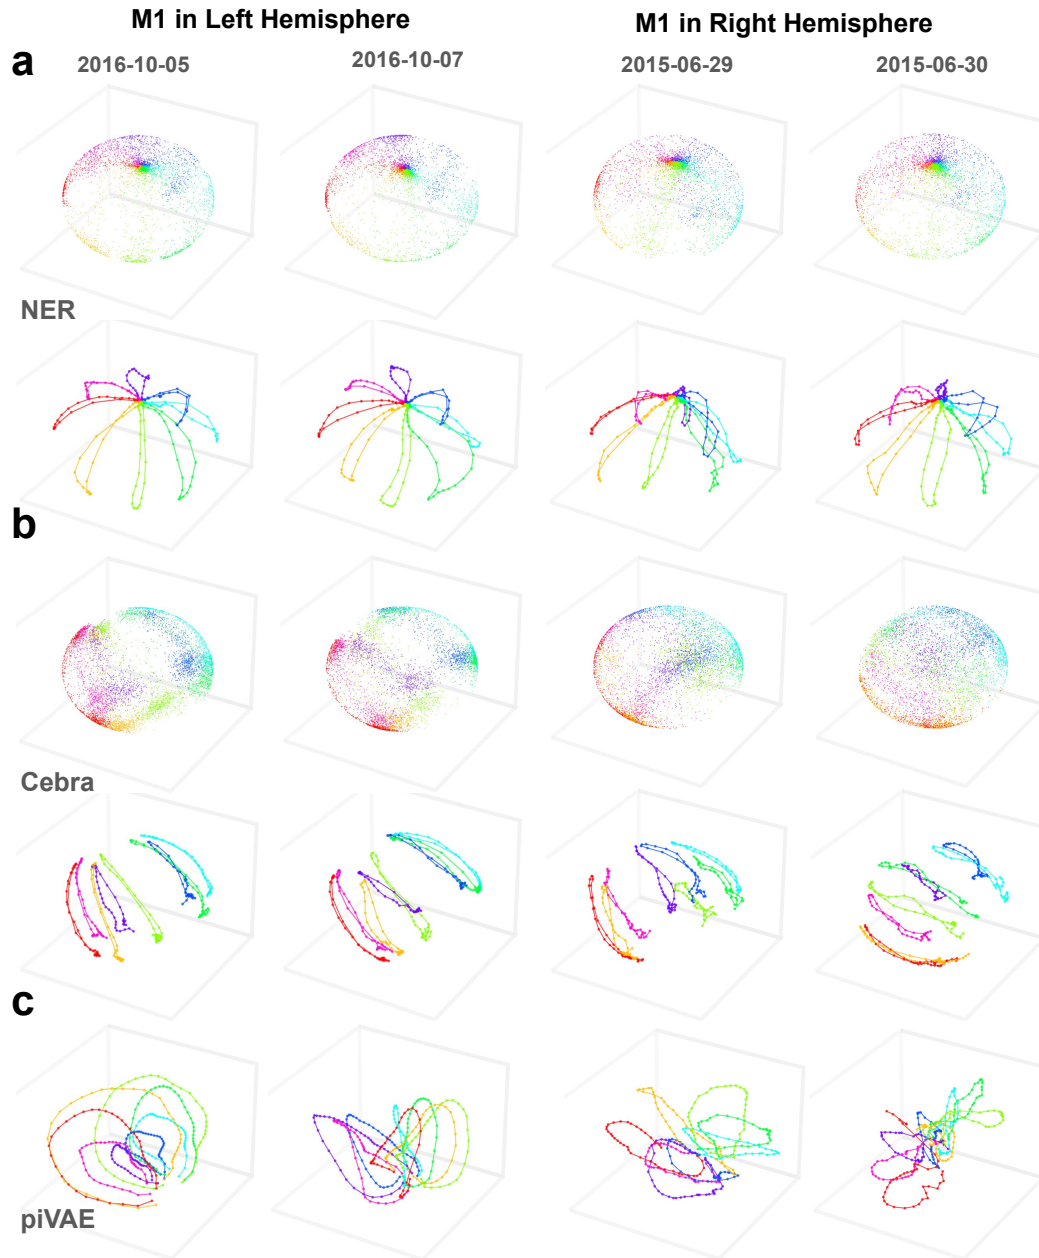 M1 in Left Hemisphere
M1 in Right Hemisphere
a
2016-10-05
2016-10-07
2015-06-29
2015-06-30
NER
b
Cebra
c
piVAE